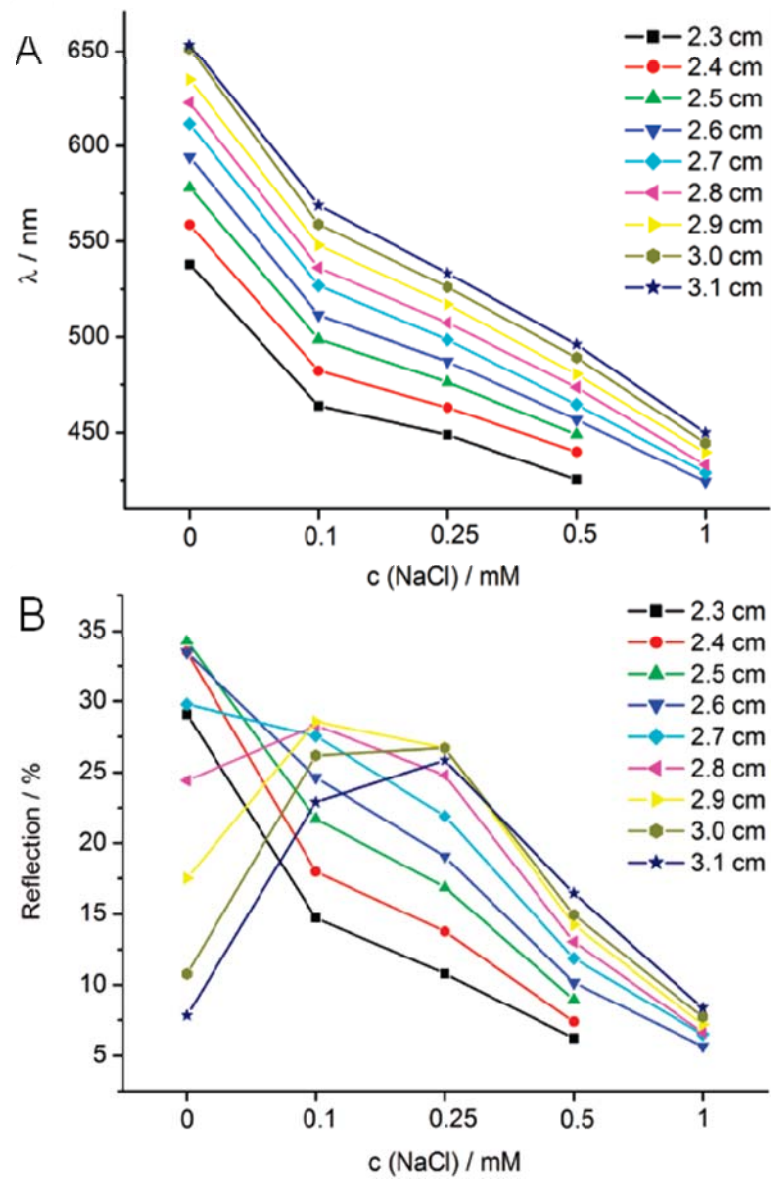 A
λ / nm
650
600
550
500
450
0 0.1 0.25 0.5 1
c (NaCl) / mM
2.3 cm
2.4 cm
2.5 cm
2.6 cm
2.7 cm
2.8 cm
2.9 cm
3.0 cm
3.1 cm
B
Reflection / %
35
30
25
20
15
10
5
0 0.1 0.25 0.5 1
c (NaCl) / mM
2.3 cm
2.4 cm
2.5 cm
2.6 cm
2.7 cm
2.8 cm
2.9 cm
3.0 cm
3.1 cm